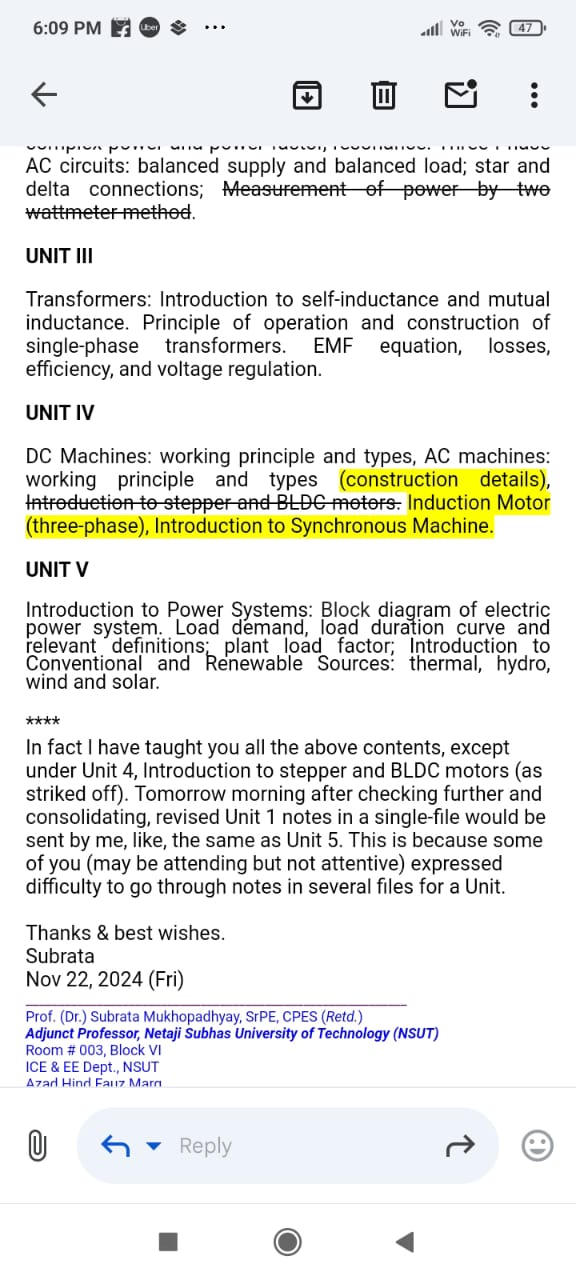 6:09 PM
Uber
Vo
WiFi
47
AC circuits: balanced supply and balanced load; star and
delta connections; Measurement of power by two
wattmeter method.
UNIT III
Transformers: Introduction to self-inductance and mutual
inductance. Principle of operation and construction of
single-phase transformers. EMF equation, losses,
efficiency, and voltage regulation.
UNIT IV
DC Machines: working principle and types, AC machines:
working principle and types (construction details),
Introduction to stepper and BLDC motors. Induction Motor
(three-phase), Introduction to Synchronous Machine.
UNIT V
Introduction to Power Systems: Block diagram of electric
power system. Load demand, load duration curve and
relevant definitions; plant load factor; Introduction to
Conventional and Renewable Sources: thermal, hydro,
wind and solar.
****
In fact I have taught you all the above contents, except
under Unit 4, Introduction to stepper and BLDC motors (as
striked off). Tomorrow morning after checking further and
consolidating, revised Unit 1 notes in a single-file would be
sent by me, like, the same as Unit 5. This is because some
of you (may be attending but not attentive) expressed
difficulty to go through notes in several files for a Unit.
Thanks & best wishes.
Subrata
Nov 22, 2024 (Fri)
Prof. (Dr.) Subrata Mukhopadhyay, SrPE, CPES (Retd.)
Adjunct Professor, Netaji Subhas University of Technology (NSUT)
Room # 003, Block VI
ICE & EE Dept., NSUT
Azad Hind Fauz Marg
Reply